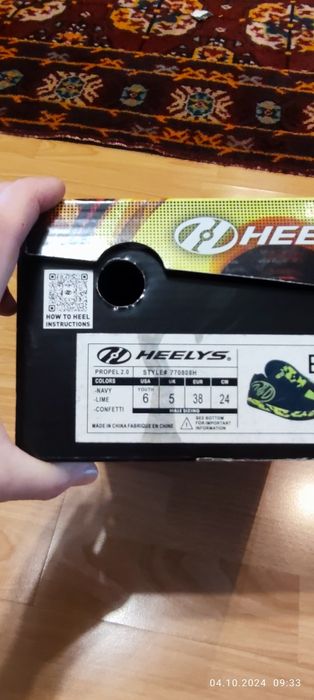 HEE
HOW TO HEEL
INSTRUCTIONS
HEELYS®
PROPEL 2.0 STYLE# 770808H
COLORS USA UK EUR CM
-NAVY
-LIME
-CONFETTI
YOUTH
6 5 38 24
MALE SIZING
MADE IN CHINA FABRIQUE EN CHINE
SEE BOTTOM
FOR IMPORTANT
INFORMATION
04.10.2024 09:33